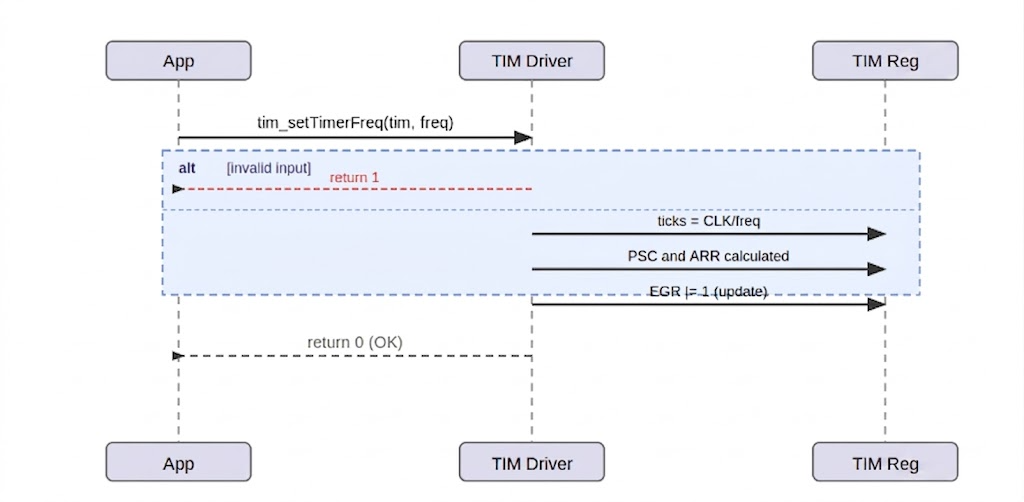 App TIM Driver TIM Reg
tim_setTimerFreq(tim, freq)
alt [invalid input]
return 1
ticks = CLK/freq
PSC and ARR calculated
EGR |= 1 (update)
return 0 (OK)
App TIM Driver TIM Reg